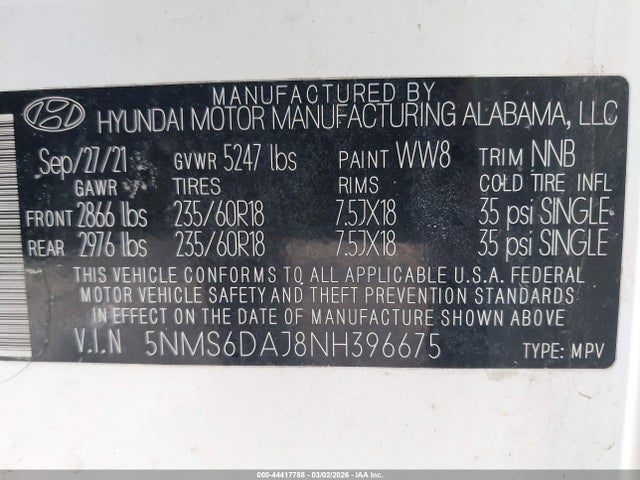 MANUFACTURED BY
HYUNDAI MOTOR MANUFACTURING ALABAMA, LLC
Sep/27/21 GVWR 5247 lbs PAINT WW8 TRIM NNB
GAWR TIRES RIMS COLD TIRE INFL
FRONT 2866 lbs 235/60R18 7.5JX18 35 psi SINGLE
REAR 2976 lbs 235/60R18 7.5JX18 35 psi SINGLE
THIS VEHICLE CONFORMS TO ALL APPLICABLE U.S.A. FEDERAL
MOTOR VEHICLE SAFETY AND THEFT PREVENTION STANDARDS
IN EFFECT ON THE DATE OF MANUFACTURE SHOWN ABOVE.
V.I.N 5NMS6DAJ8NH396675 TYPE: MPV
000-44417768 - 03/02/2026 - IAA Inc.